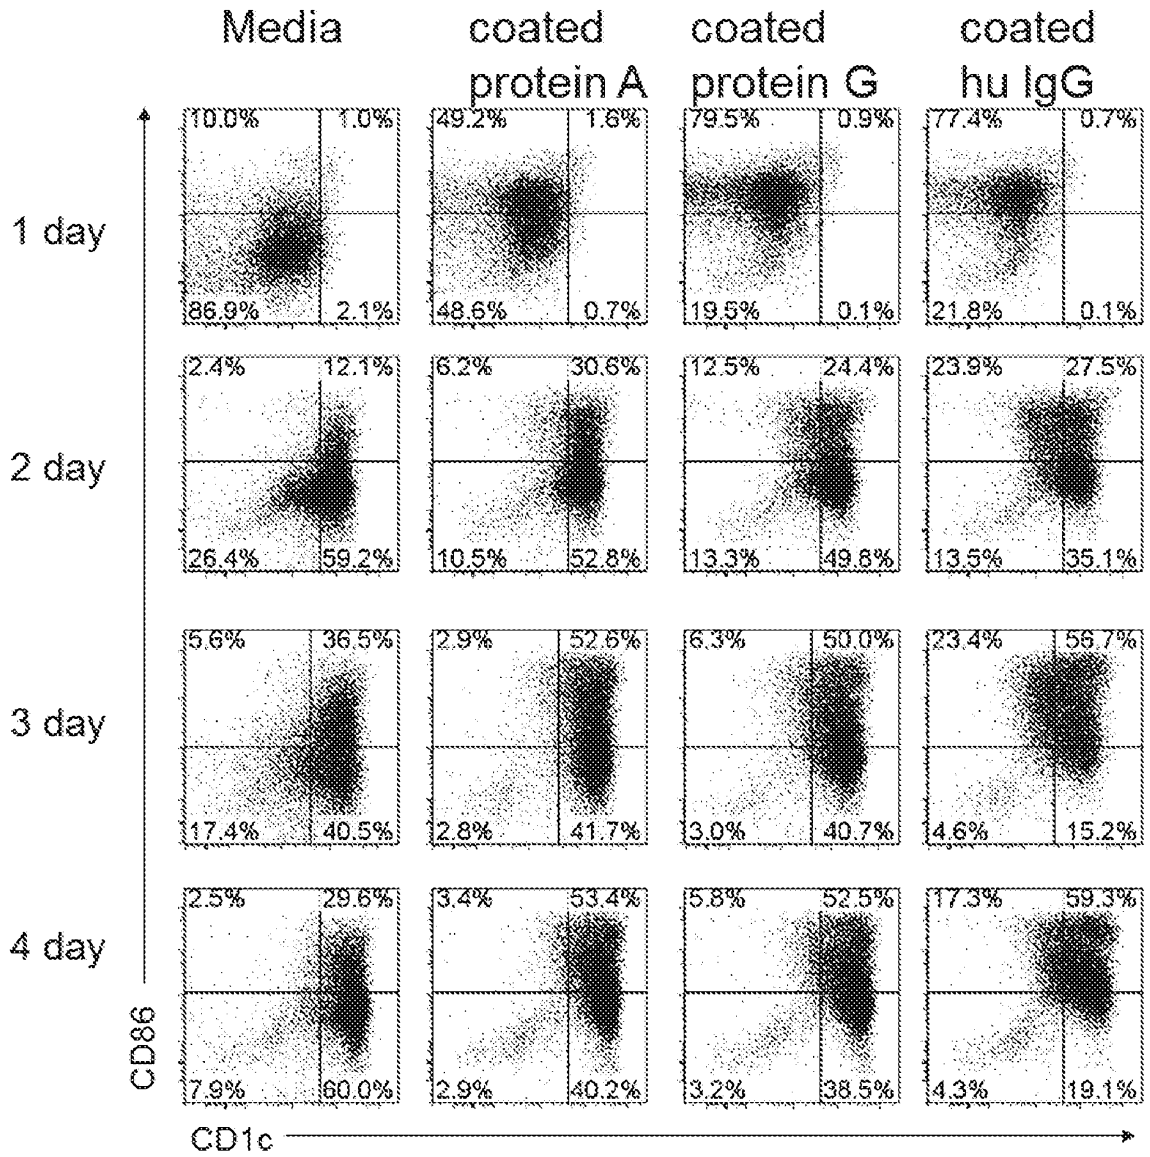 Media coated coated coated
protein A protein G hu IgG
10.0% 1.0% 49.2% 1.6% 79.5% 0.9% 77.4% 0.7%
1 day
86.9% 2.1% 48.6% 0.7% 19.5% 0.1% 21.8% 0.1%
2.4% 12.1% 6.2% 30.6% 12.5% 24.4% 23.9% 27.5%
2 day
26.4% 59.2% 10.5% 52.8% 13.3% 49.8% 13.5% 35.1%
5.6% 36.5% 2.9% 52.6% 6.3% 50.0% 23.4% 56.7%
3 day
17.4% 40.5% 2.8% 41.7% 3.0% 40.7% 4.6% 15.2%
2.5% 29.6% 3.4% 53.4% 5.8% 52.5% 17.3% 59.3%
4 day
7.9% 60.0% 2.9% 40.2% 3.2% 38.5% 4.3% 19.1%
CD86
CD1c